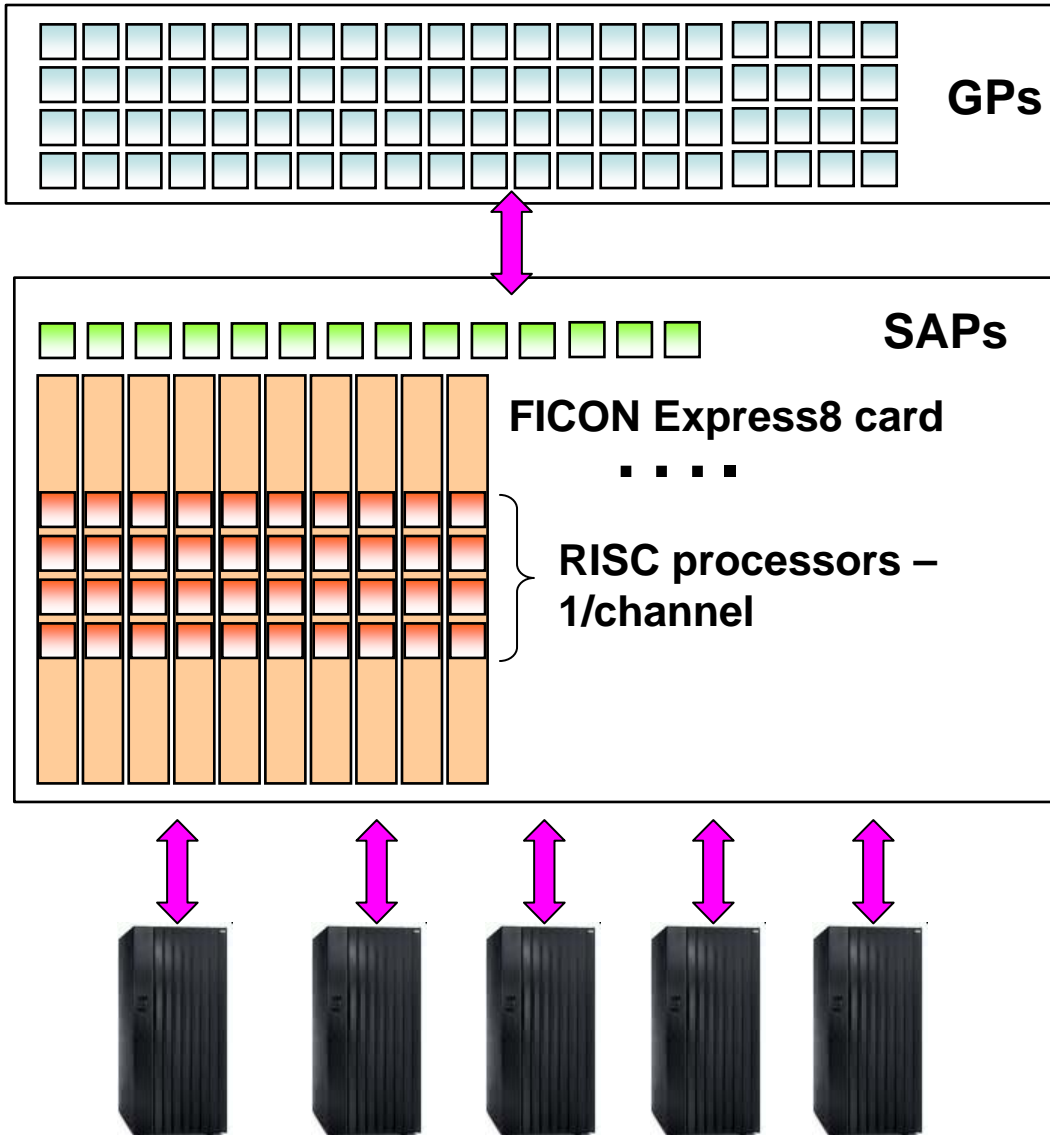 GPs
SAPs
FICON Express8 card
. . . .
RISC processors –
1/channel